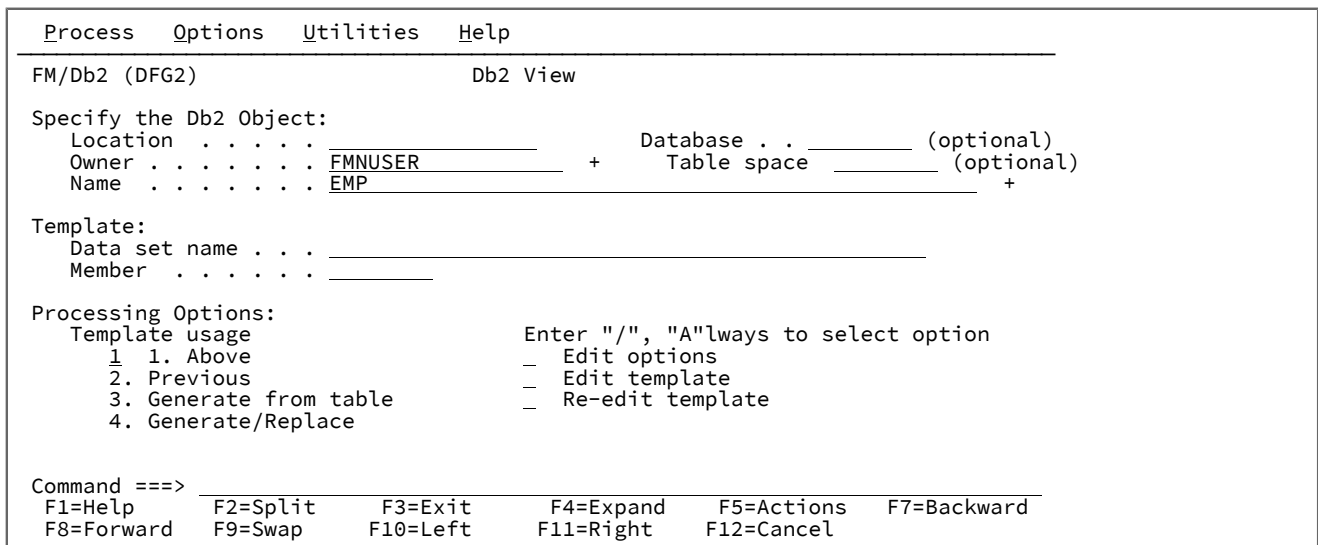 Process   Options   Utilities   Help
FM/Db2 (DFG2)                     Db2 View
Specify the Db2 Object:
   Location  . . . . .                         Database . .          (optional)
   Owner . . . . . . . FMNUSER            +     Table space          (optional)
   Name  . . . . . . . EMP                                               +
Template:
   Data set name . . .
   Member  . . . . . .
Processing Options:
   Template usage                     Enter "/", "A"lways to select option
      1  1. Above                     _  Edit options
      2. Previous                     _  Edit template
      3. Generate from table          _  Re-edit template
      4. Generate/Replace
Command ===>
 F1=Help      F2=Split     F3=Exit      F4=Expand    F5=Actions   F7=Backward
 F8=Forward   F9=Swap     F10=Left     F11=Right    F12=Cancel